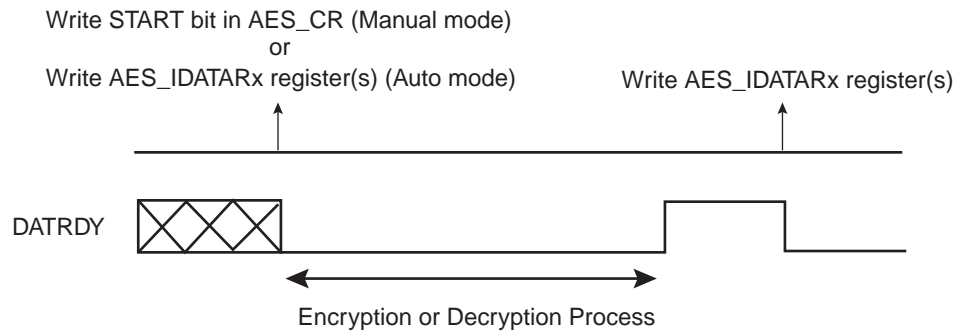 Write START bit in AES_CR (Manual mode)
or
Write AES_IDATARx register(s) (Auto mode)
Write AES_IDATARx register(s)
DATRDY
Encryption or Decryption Process